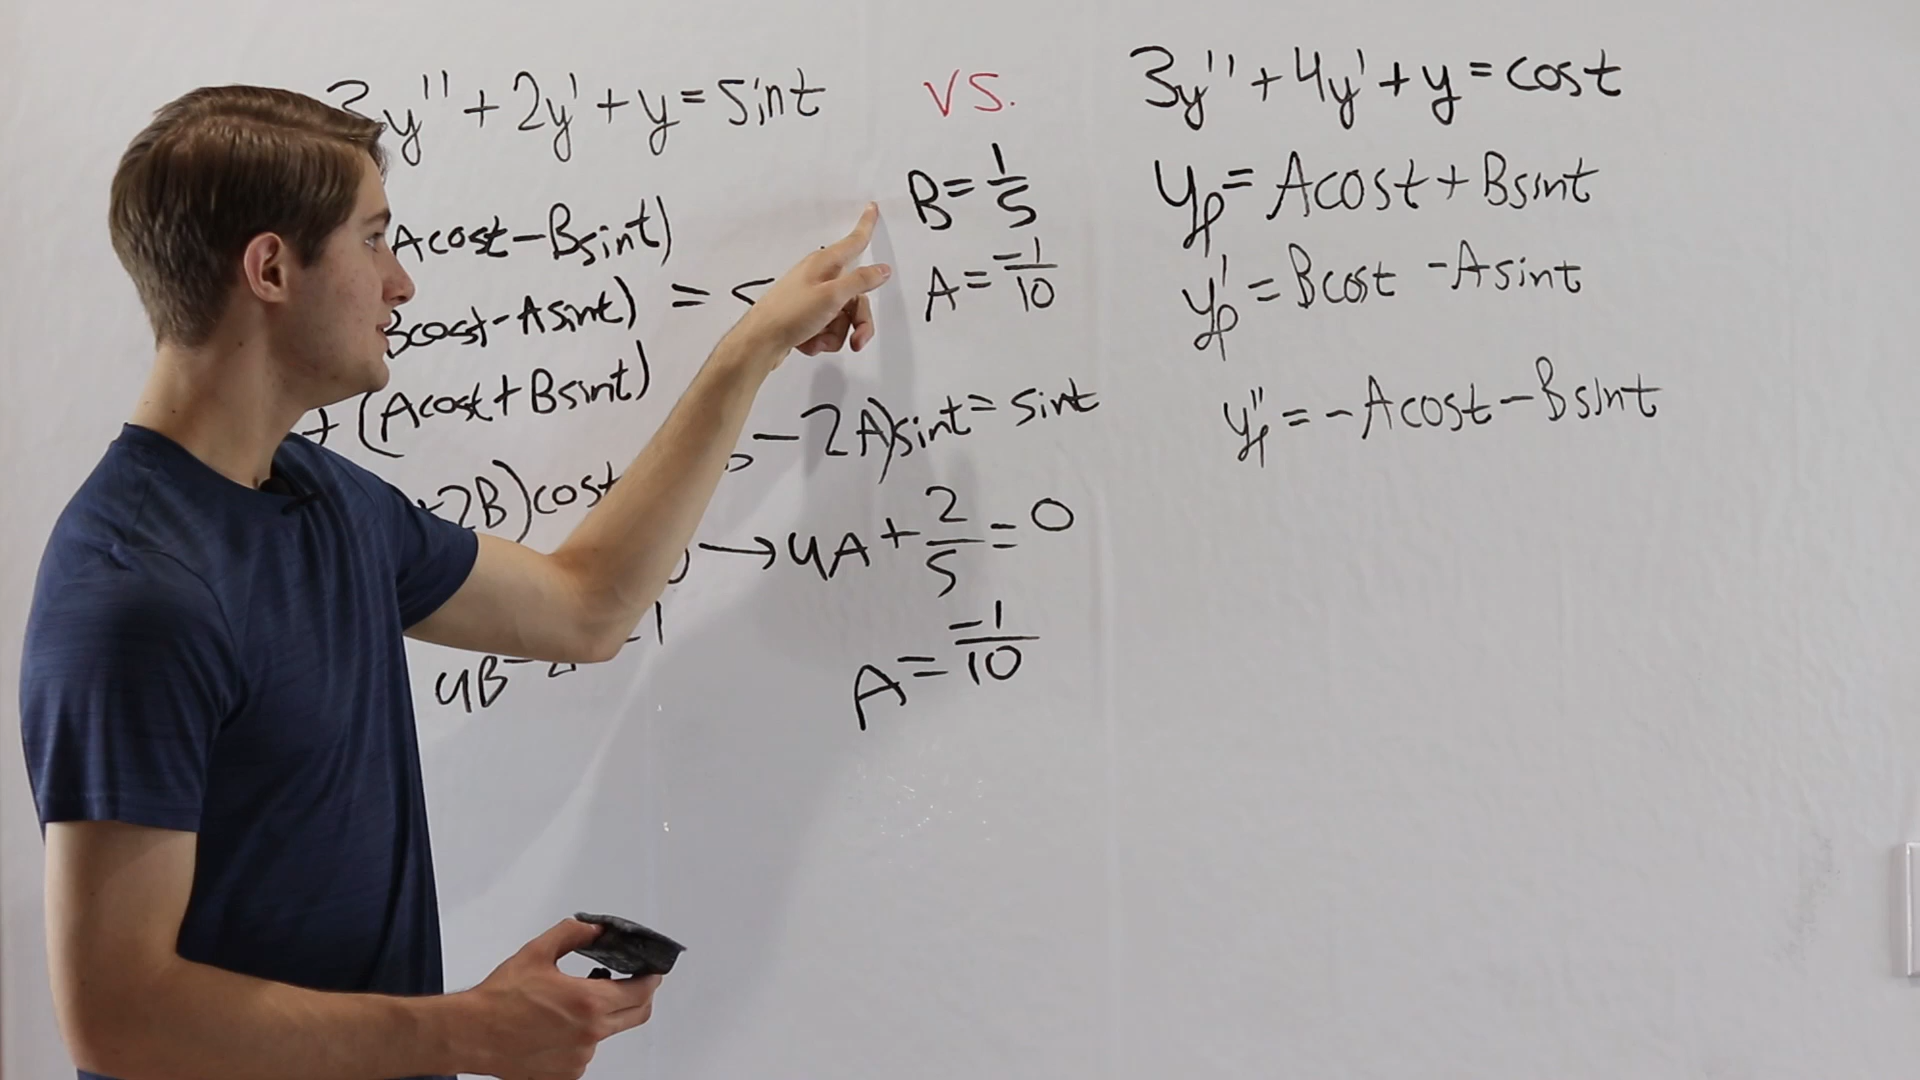 3y'' + 2y' + y = sint
Acost - Bsint)
Bcost - Asint) =
+ (Acost + Bsint)
+2B)cost - 2A)sint = sint
→ 4A + 2/5 = 0
4B
A = -1/10
vs.
B = 1/5
A = -1/10
3y'' + 4y' + y = cost
yp = Acost + Bsint
yp' = Bcost - Asint
yp'' = -Acost - Bsint